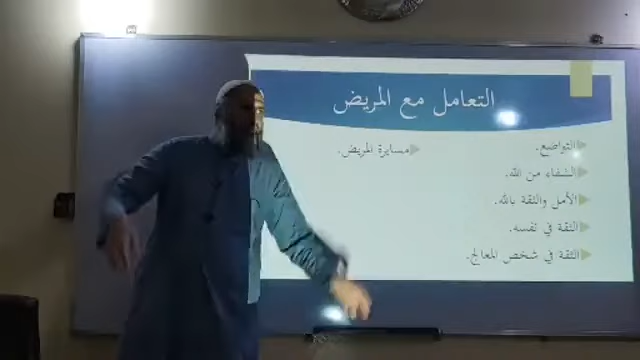 التعامل مع المريض
التواضع.
الشفاء من الله.
الأمل والثقة بالله.
الثقة في نفسه.
الثقة في شخص المعالج.
مسايرة المريض.